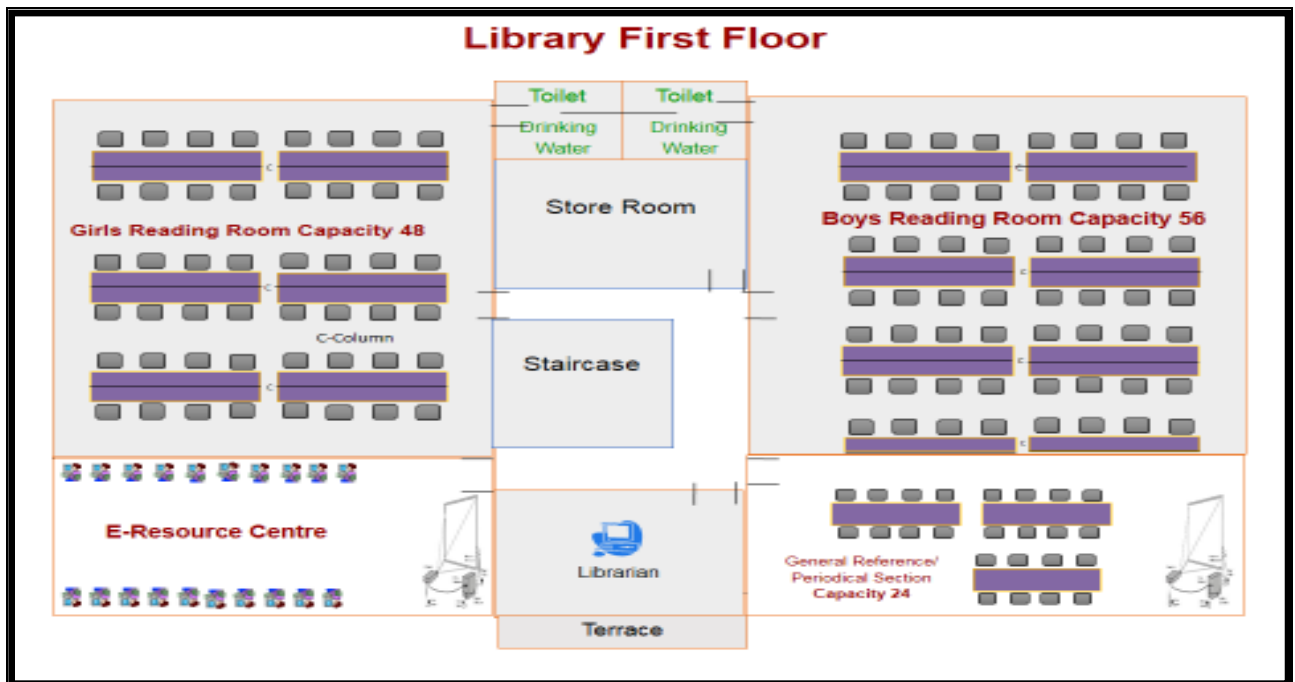 Library First Floor
Toilet
Toilet
Drinking
Water
Drinking
Water
Store Room
C
C
Girls Reading Room Capacity 48
Boys Reading Room Capacity 56
C
C
C-Column
Staircase
C
C
C
E-Resource Centre
Librarian
General Reference/
Periodical Section
Capacity 24
Terrace